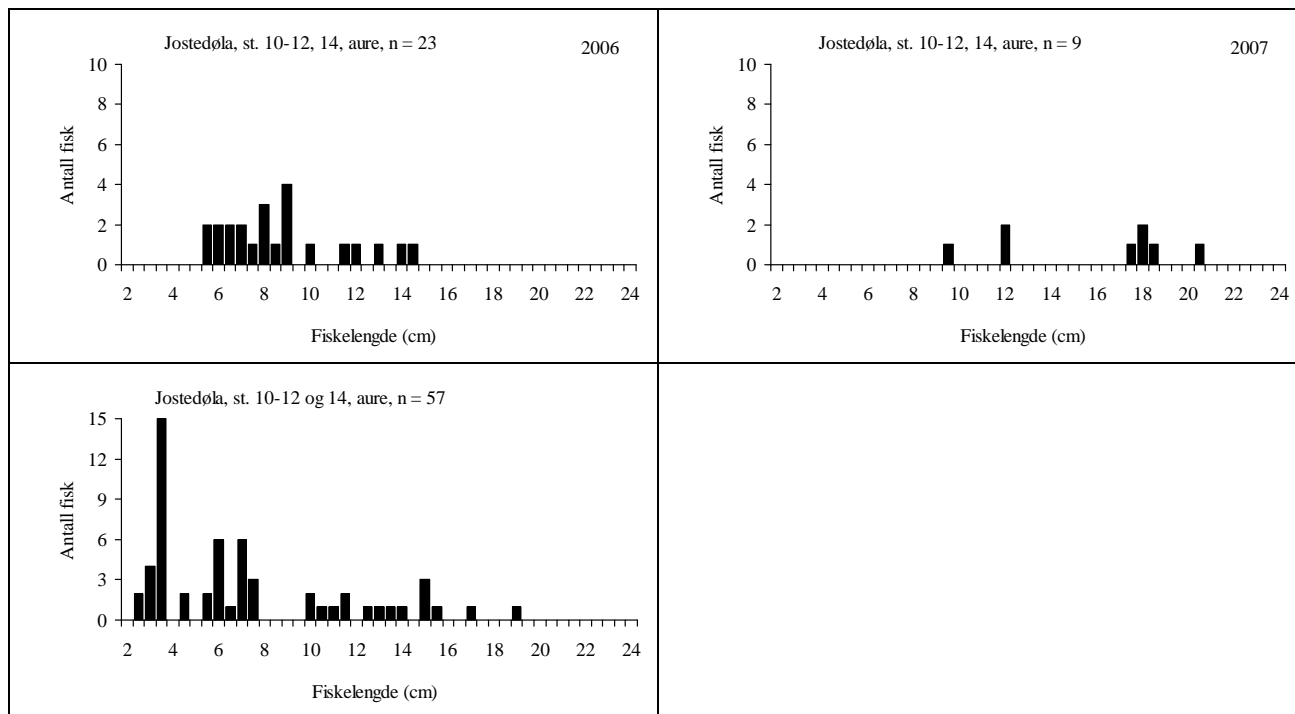 Jostedøla, st. 10-12, 14, aure, n = 23
2006
10
8
6
4
2
0
Antall fisk
2 4 6 8 10 12 14 16 18 20 22 24
Fiskelengde (cm)
Jostedøla, st. 10-12, 14, aure, n = 9
2007
10
8
6
4
2
0
Antall fisk
2 4 6 8 10 12 14 16 18 20 22 24
Fiskelengde (cm)
Jostedøla, st. 10-12 og 14, aure, n = 57
15
12
9
6
3
0
Antall fisk
2 4 6 8 10 12 14 16 18 20 22 24
Fiskelengde (cm)